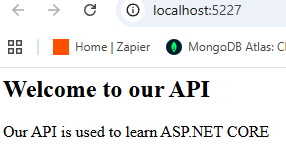 localhost:5227
Home | Zapier
MongoDB Atlas:
Welcome to our API
Our API is used to learn ASP.NET CORE